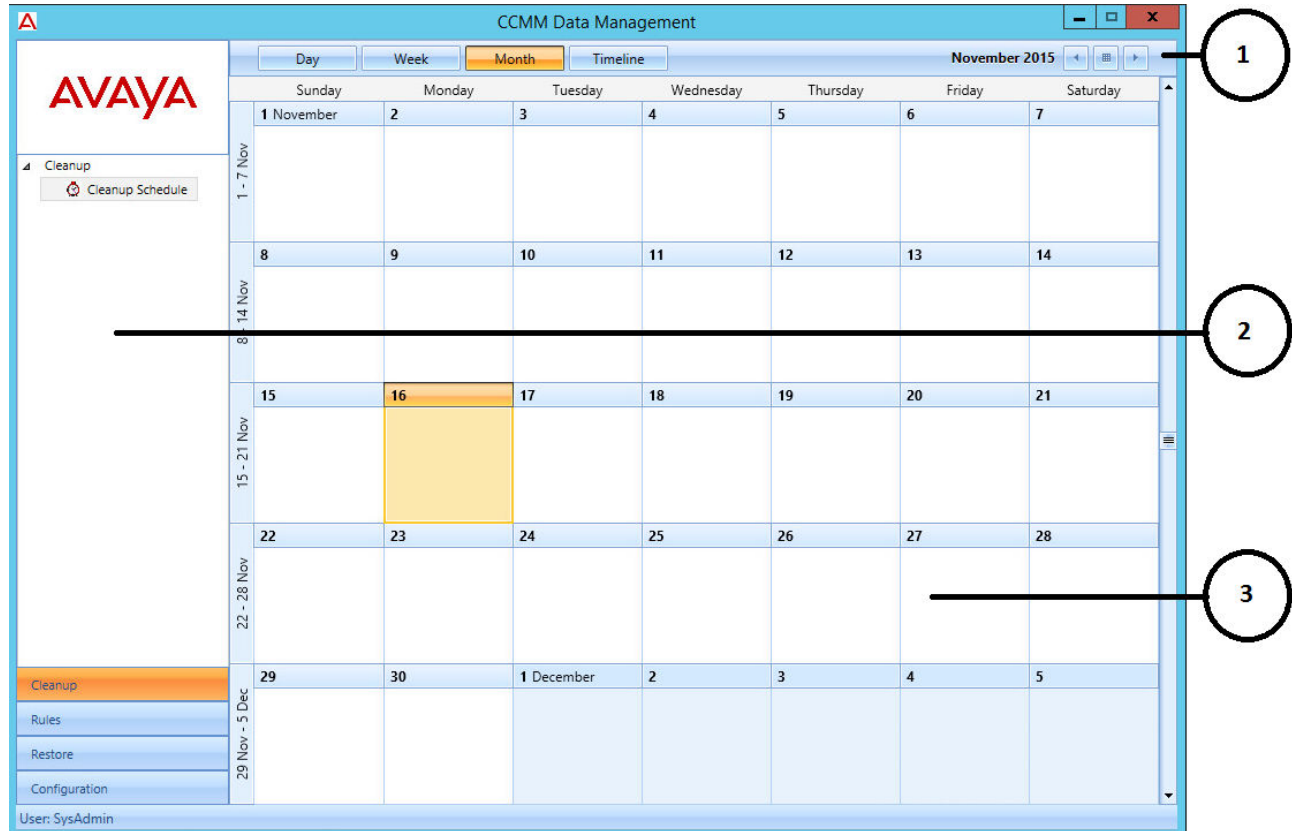 CCMM Data Management
AVAYA
Day Week Month Timeline November 2015
1
Cleanup
Cleanup Schedule
Sunday Monday Tuesday Wednesday Thursday Friday Saturday
1 November 2 3 4 5 6 7
1 - 7 Nov
8 9 10 11 12 13 14
8 - 14 Nov
2
15 16 17 18 19 20 21
15 - 21 Nov
22 23 24 25 26 27 28
22 - 28 Nov
3
29 30 1 December 2 3 4 5
29 Nov - 5 Dec
Cleanup
Rules
Restore
Configuration
User: SysAdmin